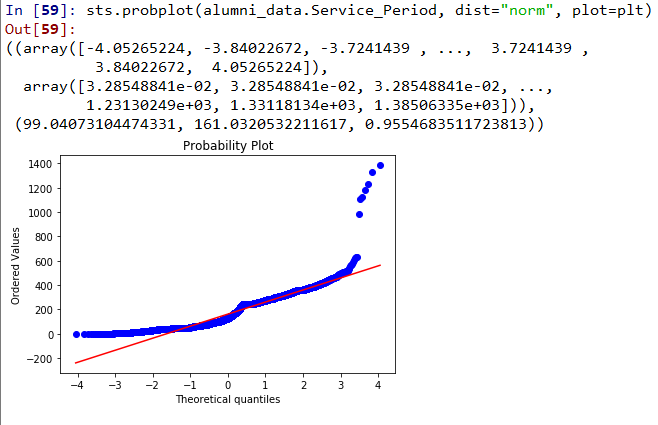 In [59]: sts.probplot(alumni_data.Service_Period, dist="norm", plot=plt)
Out[59]:
((array([-4.05265224, -3.84022672, -3.7241439 , ...,  3.7241439 ,
         3.84022672,  4.05265224]),
  array([3.28548841e-02, 3.28548841e-02, 3.28548841e-02, ...,
         1.23130249e+03, 1.33118134e+03, 1.38506335e+03])),
 (99.04073104474331, 161.0320532211617, 0.9554683511723813))
Probability Plot
1400
1200
1000
800
600
400
200
0
−200
Ordered Values
−4 −3 −2 −1 0 1 2 3 4
Theoretical quantiles